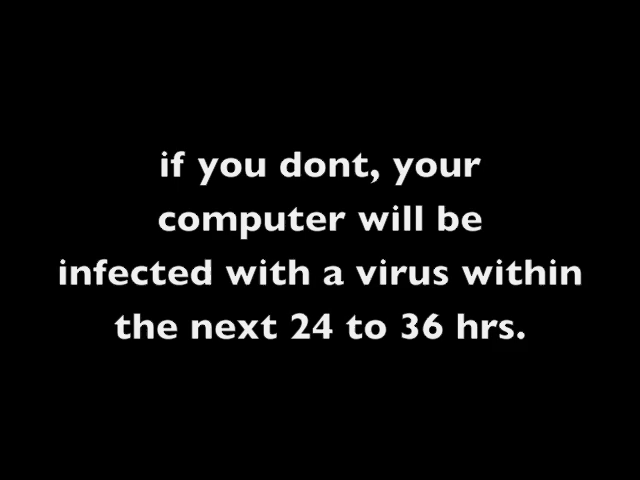 if you dont, your
computer will be
infected with a virus within
the next 24 to 36 hrs.